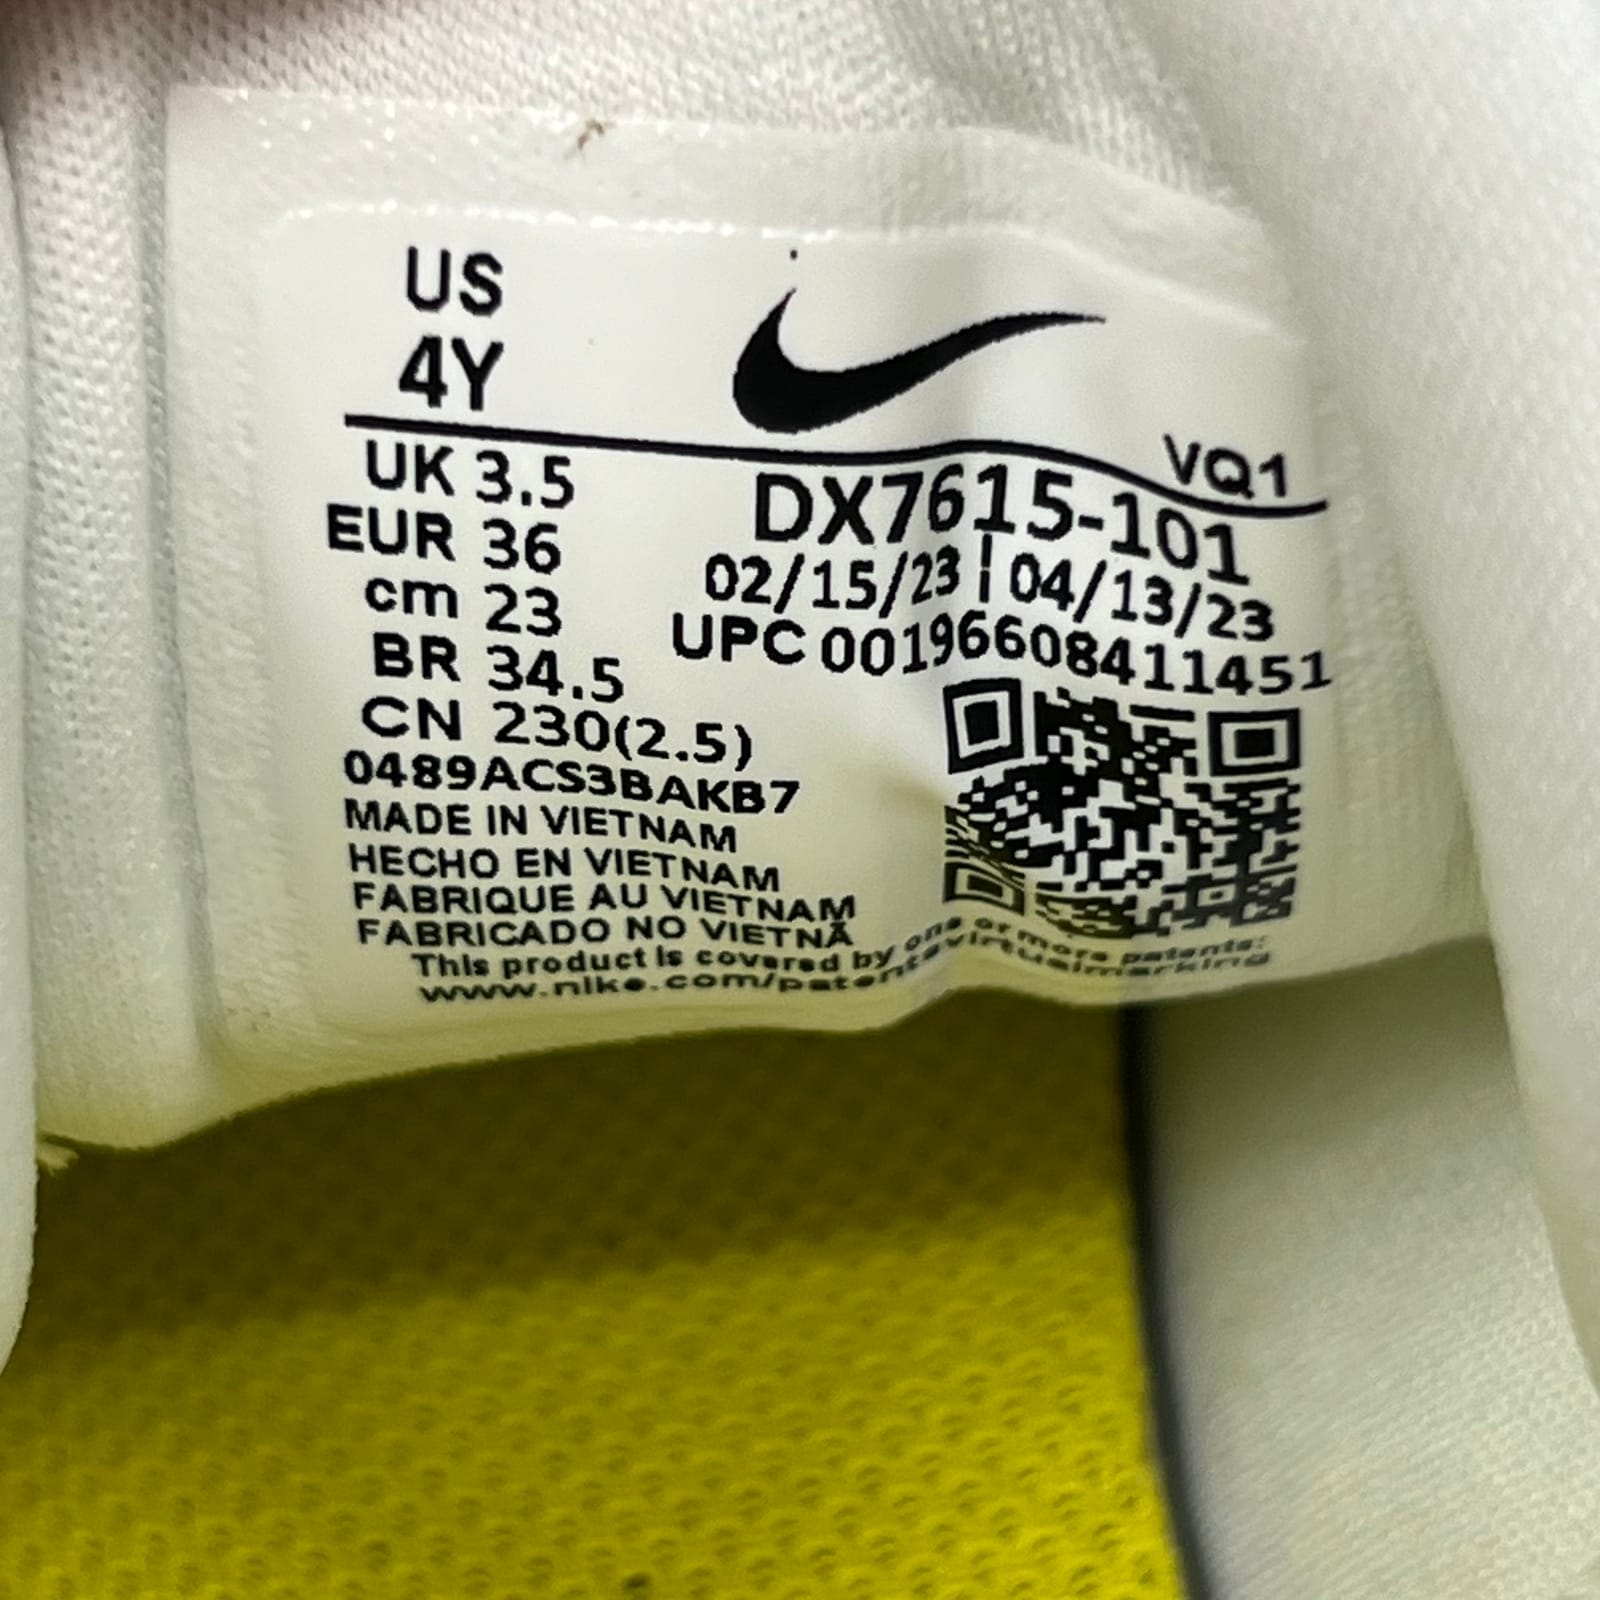 US
4Y
VQ1
UK 3.5
EUR 36
cm 23
BR 34.5
CN 230(2.5)
DX7615-101
02/15/23 | 04/13/23
UPC 00196608411451
0489ACS3BAKB7
MADE IN VIETNAM
HECHO EN VIETNAM
FABRIQUE AU VIETNAM
FABRICADO NO VIETNÃ
This product is covered by one or more patents:
www.nike.com/patentsvirtualmarking